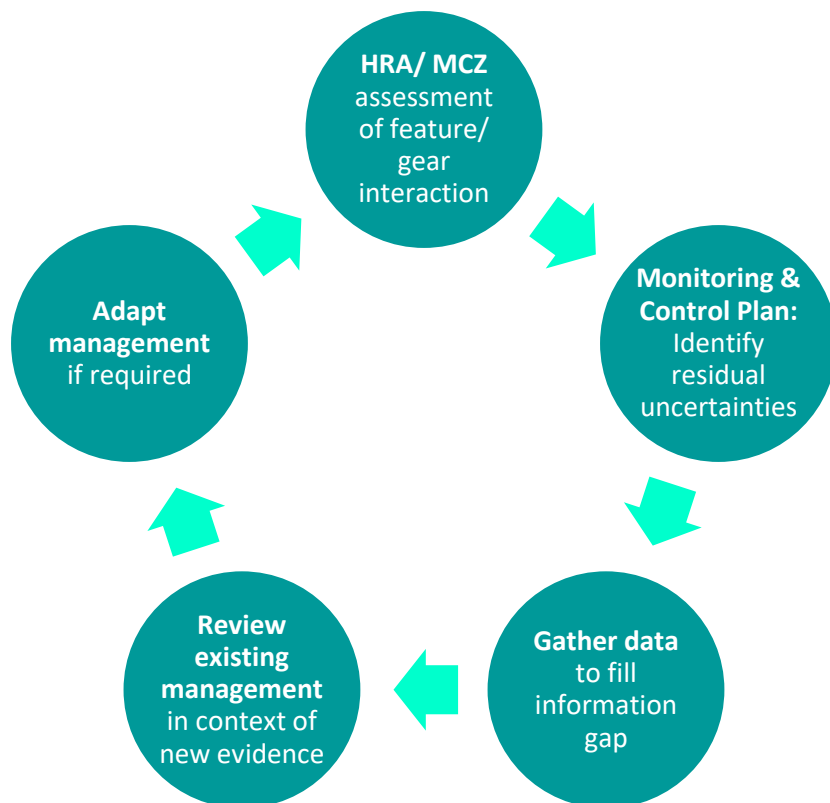 HRA/ MCZ
assessment
of feature/
gear
interaction
Monitoring &
Control Plan:
Identify
residual
uncertainties
Gather data
to fill
information
gap
Review
existing
management
in context of
new evidence
Adapt
management
if required